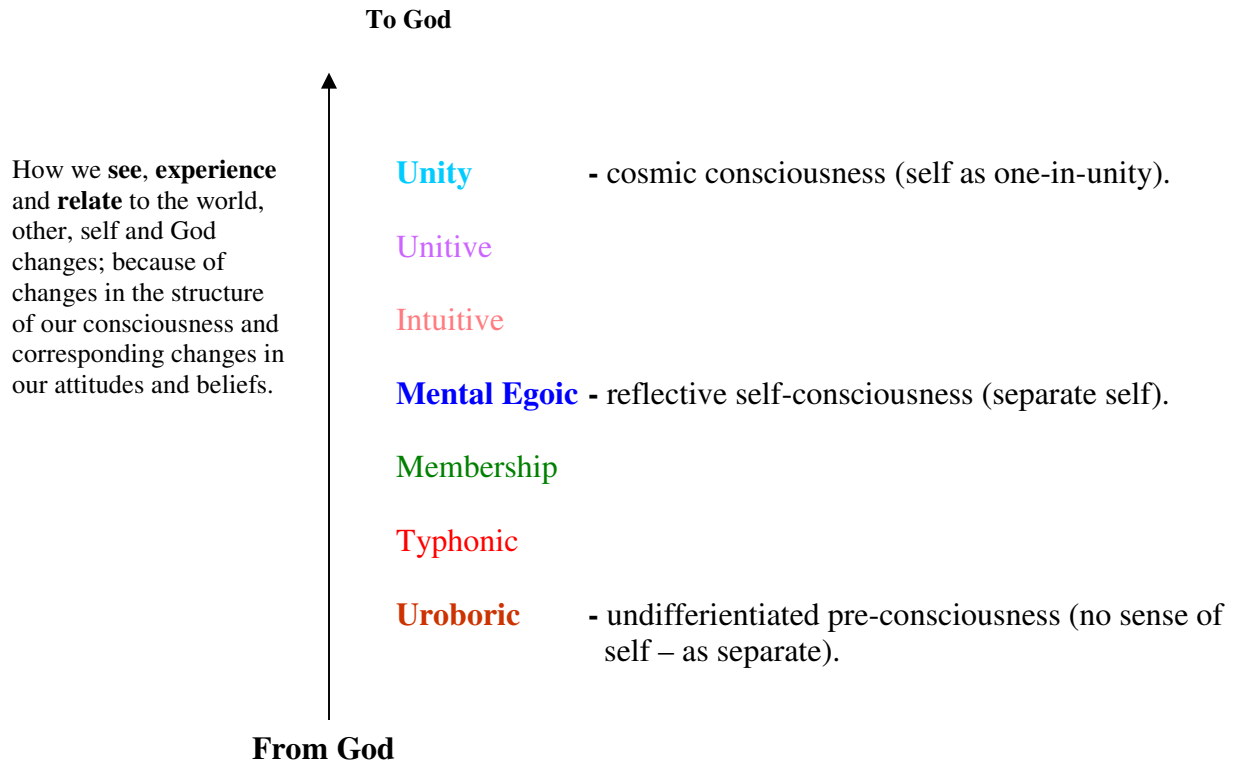 To God
How we see, experience
and relate to the world,
other, self and God
changes; because of
changes in the structure
of our consciousness and
corresponding changes in
our attitudes and beliefs.
Unity - cosmic consciousness (self as one-in-unity).
Unitive
Intuitive
Mental Egoic - reflective self-consciousness (separate self).
Membership
Typhonic
Uroboric - undifferientiated pre-consciousness (no sense of
self – as separate).
From God